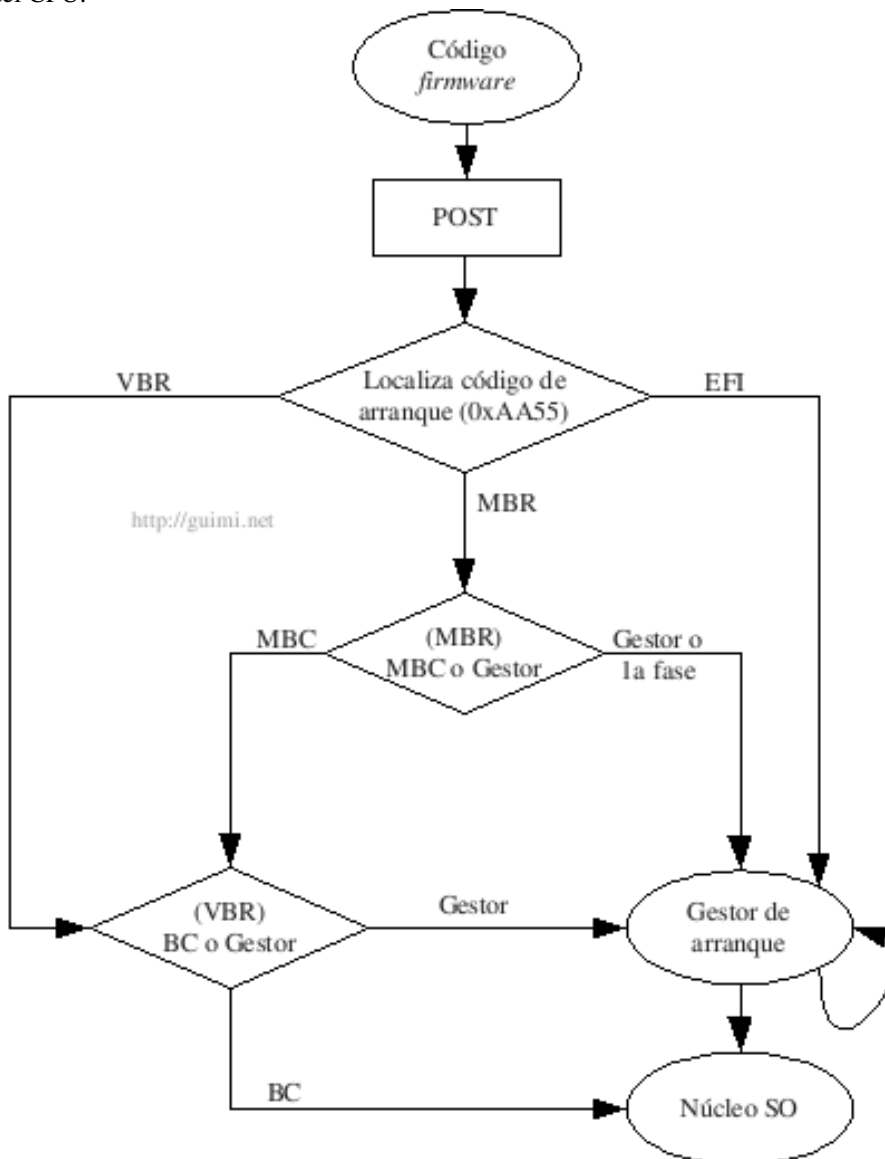 Código
firmware
POST
Localiza código de
arranque (0xAA55)
VBR
EFI
MBR
http://guimi.net
(MBR)
MBC o Gestor
MBC
Gestor o
1a fase
(VBR)
BC o Gestor
Gestor
Gestor de
arranque
BC
Núcleo SO